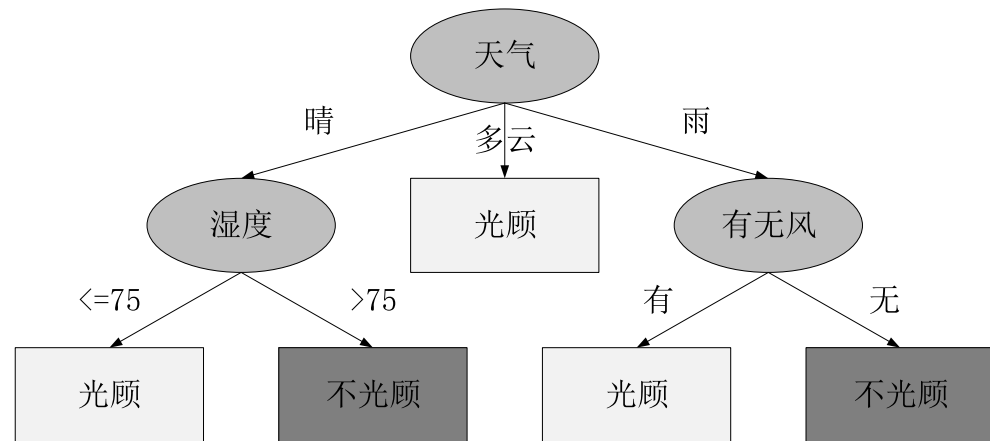 天气
晴
多云
雨
湿度
光顾
有无风
<=75
>75
有
无
光顾
不光顾
光顾
不光顾